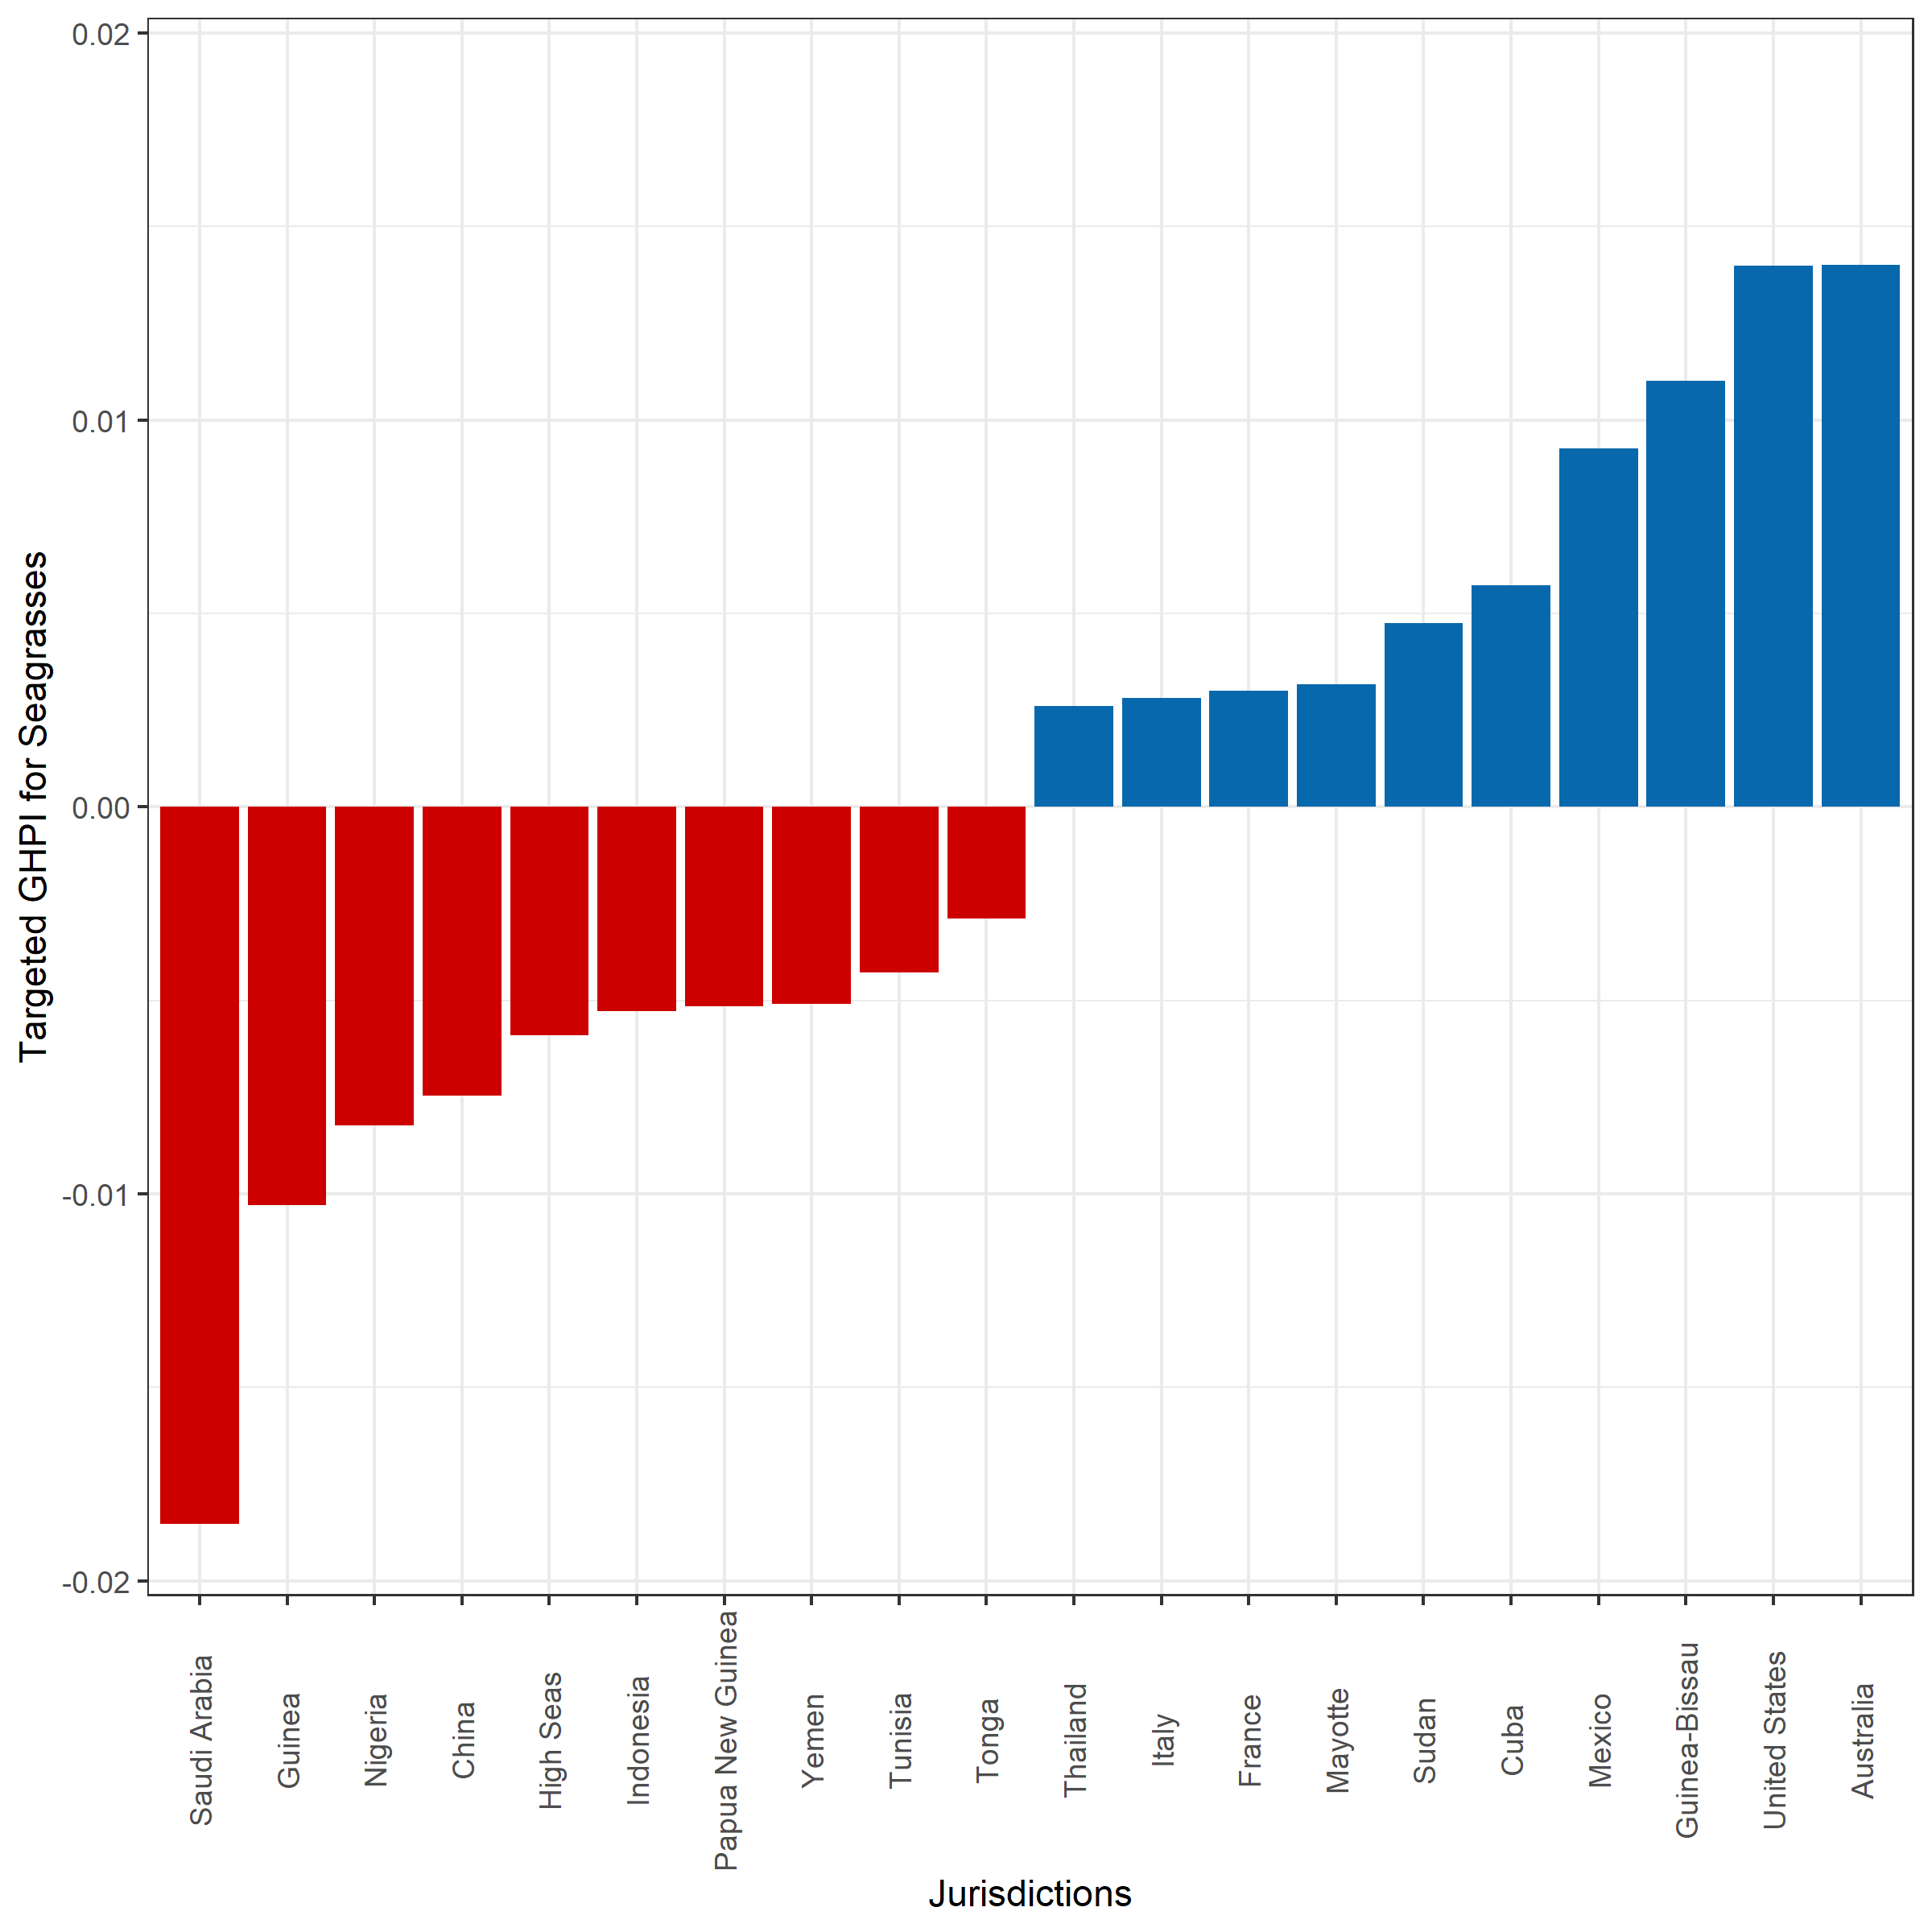 Targeted GHPI for Seagrasses
0.02
0.01
0.00
-0.01
-0.02
Saudi Arabia
Guinea
Nigeria
China
High Seas
Indonesia
Papua New Guinea
Yemen
Tunisia
Tonga
Thailand
Italy
France
Mayotte
Sudan
Cuba
Mexico
Guinea-Bissau
United States
Australia
Jurisdictions